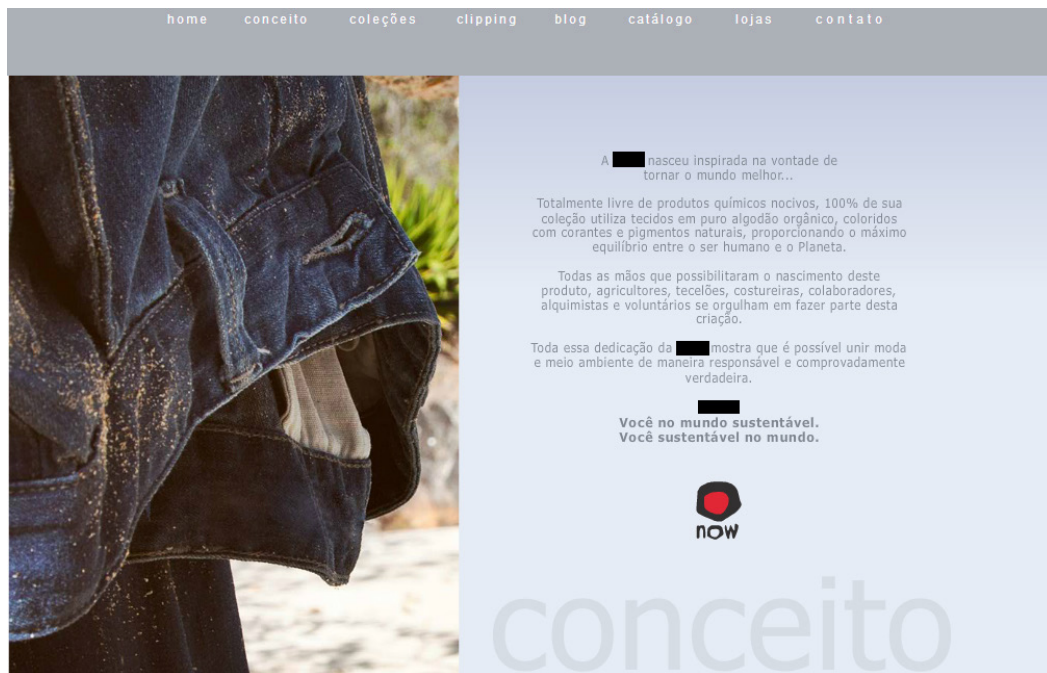 home conceito coleções clipping blog catálogo lojas contato
A nasceu inspirada na vontade de
tornar o mundo melhor...
Totalmente livre de produtos químicos nocivos, 100% de sua
coleção utiliza tecidos em puro algodão orgânico, coloridos
com corantes e pigmentos naturais, proporcionando o máximo
equilíbrio entre o ser humano e o Planeta.
Todas as mãos que possibilitaram o nascimento deste
produto, agricultores, tecelões, costureiras, colaboradores,
alquimistas e voluntários se orgulham em fazer parte desta
criação.
Toda essa dedicação da mostra que é possível unir moda
e meio ambiente de maneira responsável e comprovadamente
verdadeira.
Você no mundo sustentável.
Você sustentável no mundo.
now
conceito